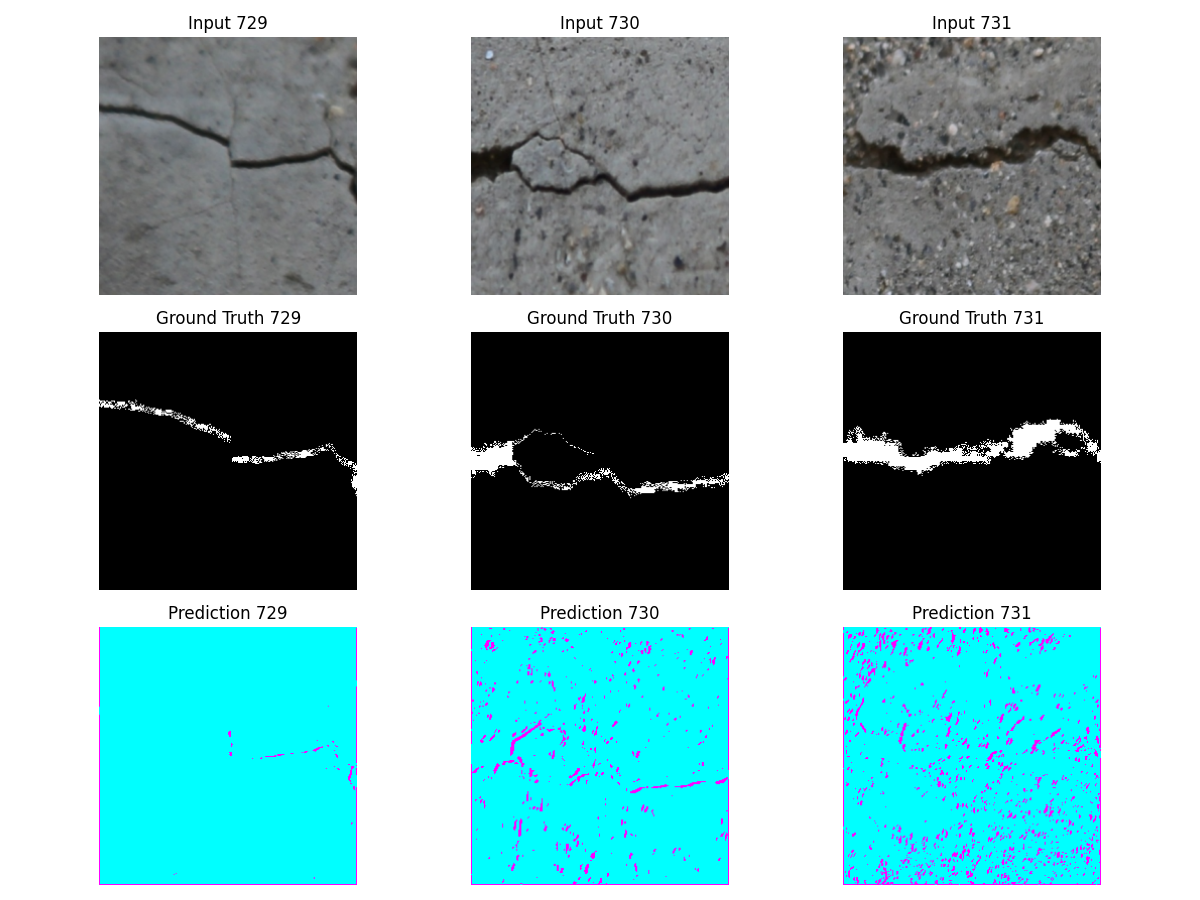 Input 729
Input 730
Input 731
Ground Truth 729
Ground Truth 730
Ground Truth 731
Prediction 729
Prediction 730
Prediction 731